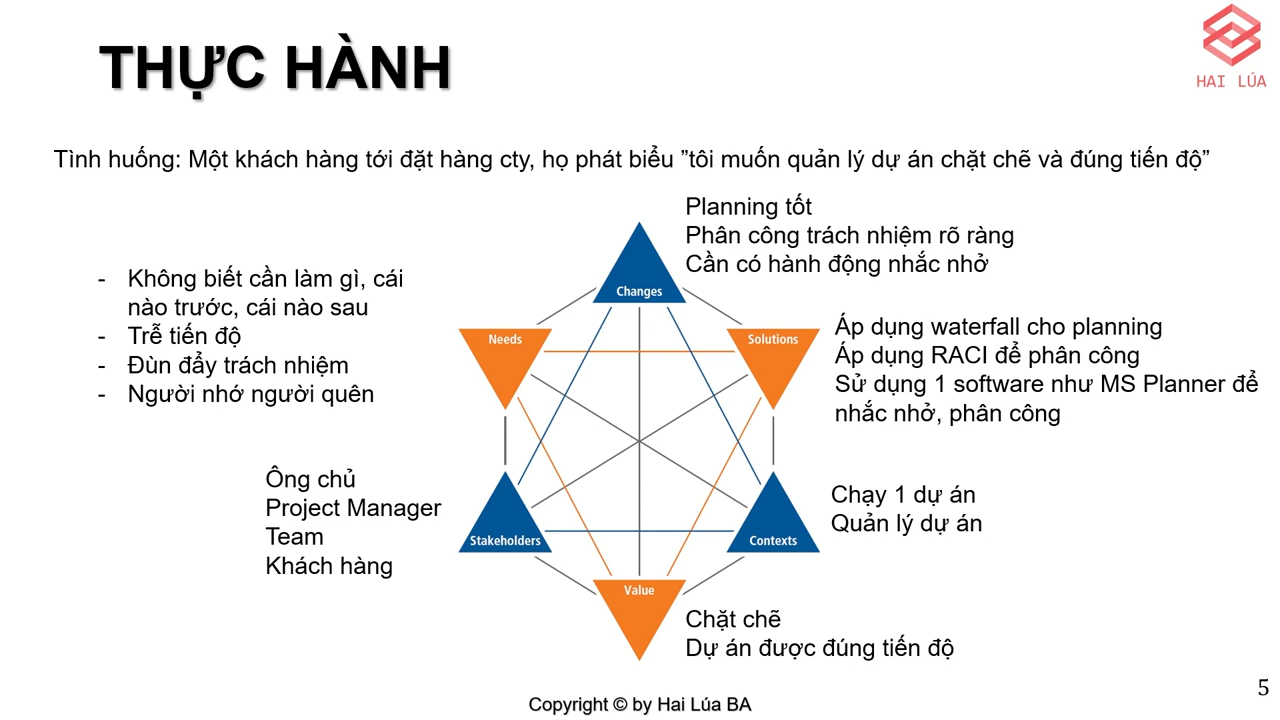 THỰC HÀNH
HAI LÚA
Tình huống: Một khách hàng tới đặt hàng cty, họ phát biểu ”tôi muốn quản lý dự án chặt chẽ và đúng tiến độ”
Planning tốt
Phân công trách nhiệm rõ ràng
Cần có hành động nhắc nhở
Changes
- Không biết cần làm gì, cái
nào trước, cái nào sau
- Trễ tiến độ
- Đùn đẩy trách nhiệm
- Người nhớ người quên
Needs
Solutions
Áp dụng waterfall cho planning
Áp dụng RACI để phân công
Sử dụng 1 software như MS Planner để
nhắc nhở, phân công
Ông chủ
Project Manager
Team
Khách hàng
Stakeholders
Contexts
Chạy 1 dự án
Quản lý dự án
Value
Chặt chẽ
Dự án được đúng tiến độ
Copyright © by Hai Lúa BA
5